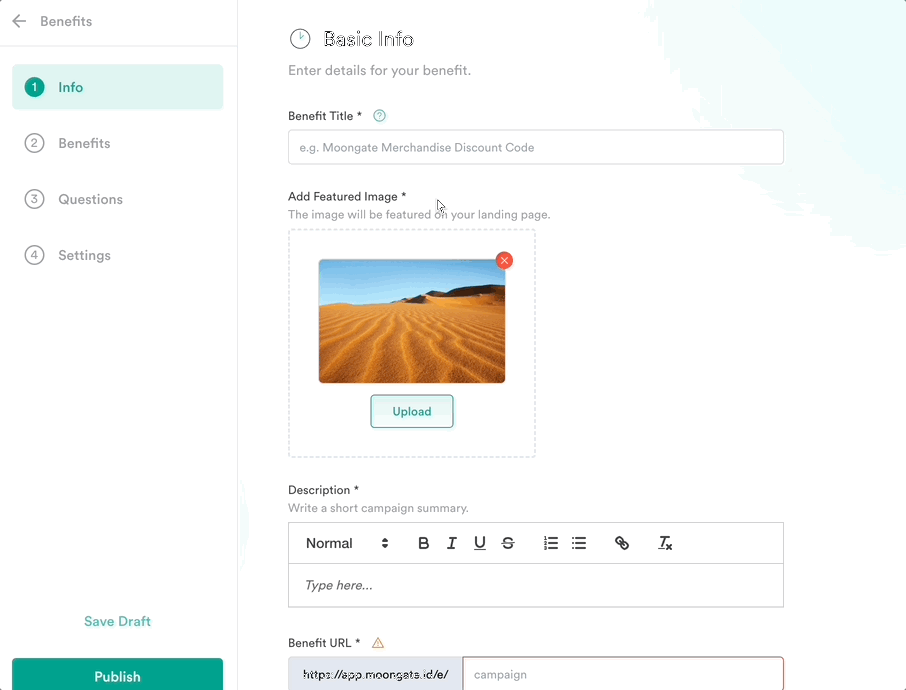 Benefits
1 Info
2 Benefits
3 Questions
4 Settings
Save Draft
Publish
Basic Info
Enter details for your benefit.
Benefit Title * ?
e.g. Moongate Merchandise Discount Code
Add Featured Image *
The image will be featured on your landing page.
Upload
Description *
Write a short campaign summary.
Normal B I U S Tx
Type here...
Benefit URL *
https://app.moongate.id/e/ campaign